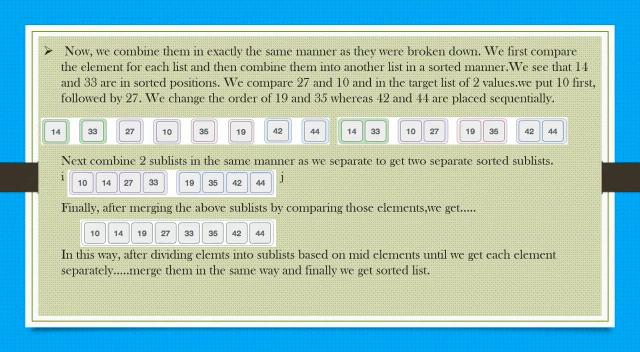 ➤ Now, we combine them in exactly the same manner as they were broken down. We first compare
the element for each list and then combine them into another list in a sorted manner.We see that 14
and 33 are in sorted positions. We compare 27 and 10 and in the target list of 2 values.we put 10 first,
followed by 27. We change the order of 19 and 35 whereas 42 and 44 are placed sequentially.
14 33 27 10 35 19 42 44 14 33 10 27 19 35 42 44
Next combine 2 sublists in the same manner as we separate to get two separate sorted sublists.
i 10 14 27 33 19 35 42 44 j
Finally, after merging the above sublists by comparing those elements,we get.....
10 14 19 27 33 35 42 44
In this way, after dividing elemts into sublists based on mid elements until we get each element
separately.....merge them in the same way and finally we get sorted list.